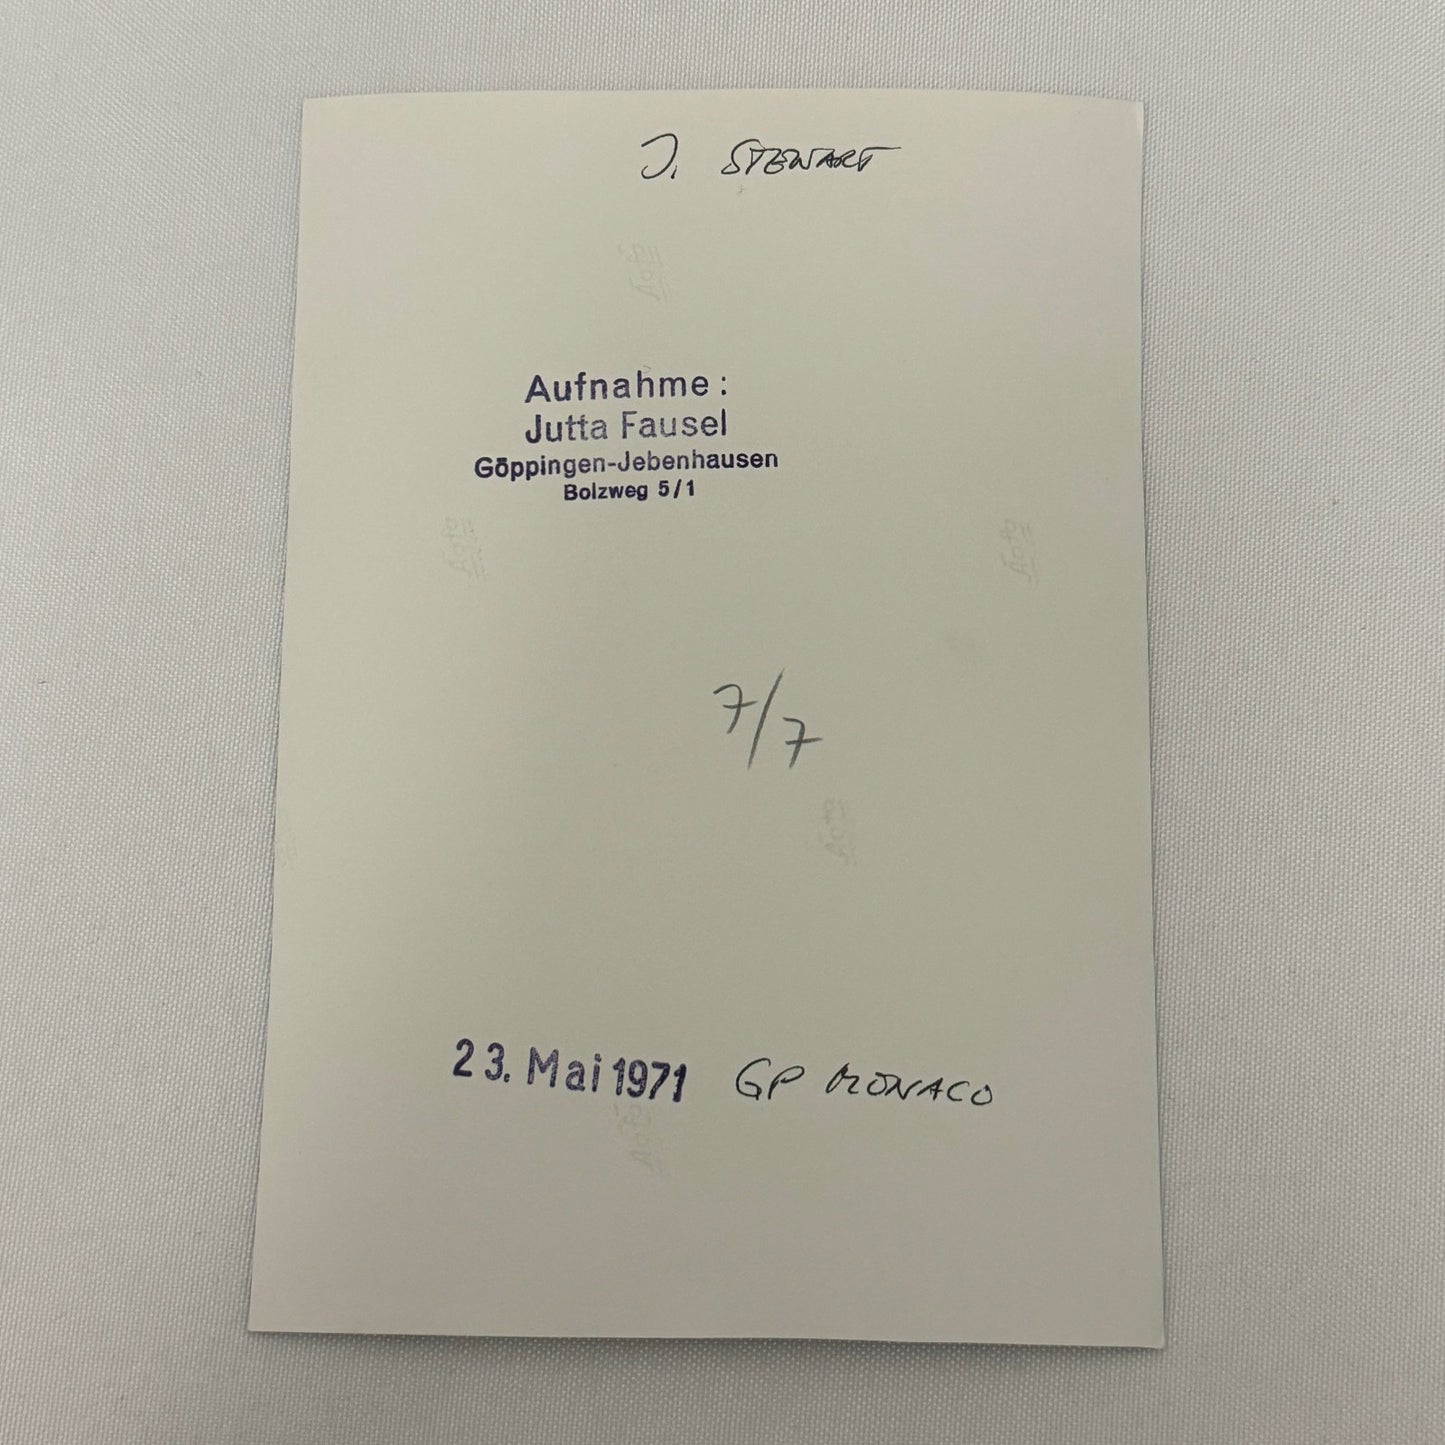 J. STEWART
Aufnahme :
Jutta Fausel
Göppingen-Jebenhausen
Bolzweg 5/1
7/7
23. Mai 1971 GP MONACO